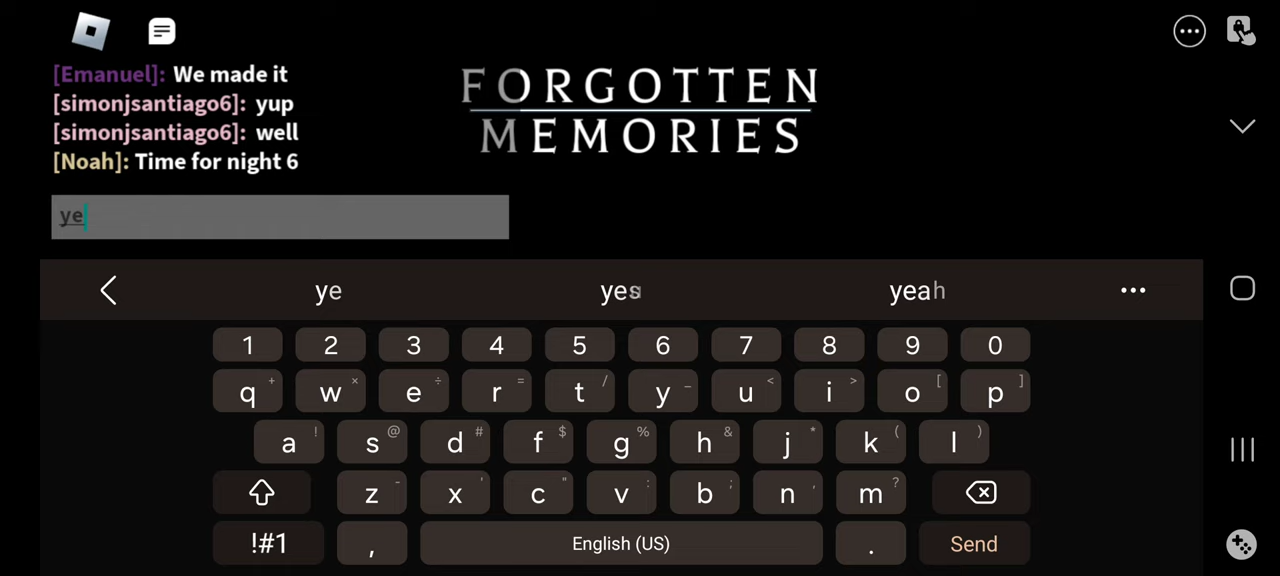 [Emanuel]: We made it
[simonjsantiago6]: yup
[simonjsantiago6]: well
[Noah]: Time for night 6
FORGOTTEN
MEMORIES
ye
ye yes yeah
1 2 3 4 5 6 7 8 9 0
q + w × e ÷ r = t / y _ u < i > o [ p ]
a ! s @ d # f $ g % h & j * k ( l )
z - x ' c " v : b ; n , m ?
!#1 , English (US) . Send